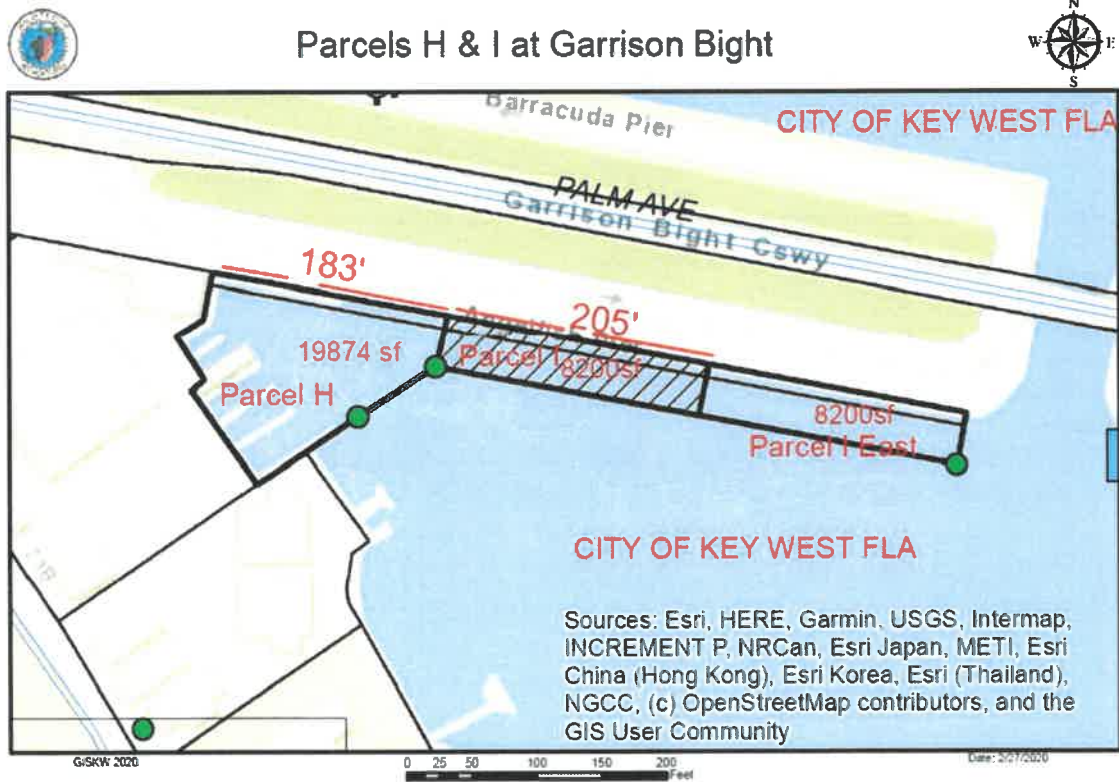 Parcels H & I at Garrison Bight
N
W
E
S
Barracuda Pier
CITY OF KEY WEST FLA
PALM AVE
Garrison Bight Cswy
183'
205'
19874 sf
Parcel I
8200sf
Parcel H
8200sf
Parcel I East
CITY OF KEY WEST FLA
Sources: Esri, HERE, Garmin, USGS, Intermap,
INCREMENT P, NRCan, Esri Japan, METI, Esri
China (Hong Kong), Esri Korea, Esri (Thailand),
NGCC, (c) OpenStreetMap contributors, and the
GIS User Community
GISKW 2020
0 25 50 100 150 200
Feet
Date: 2/27/2020